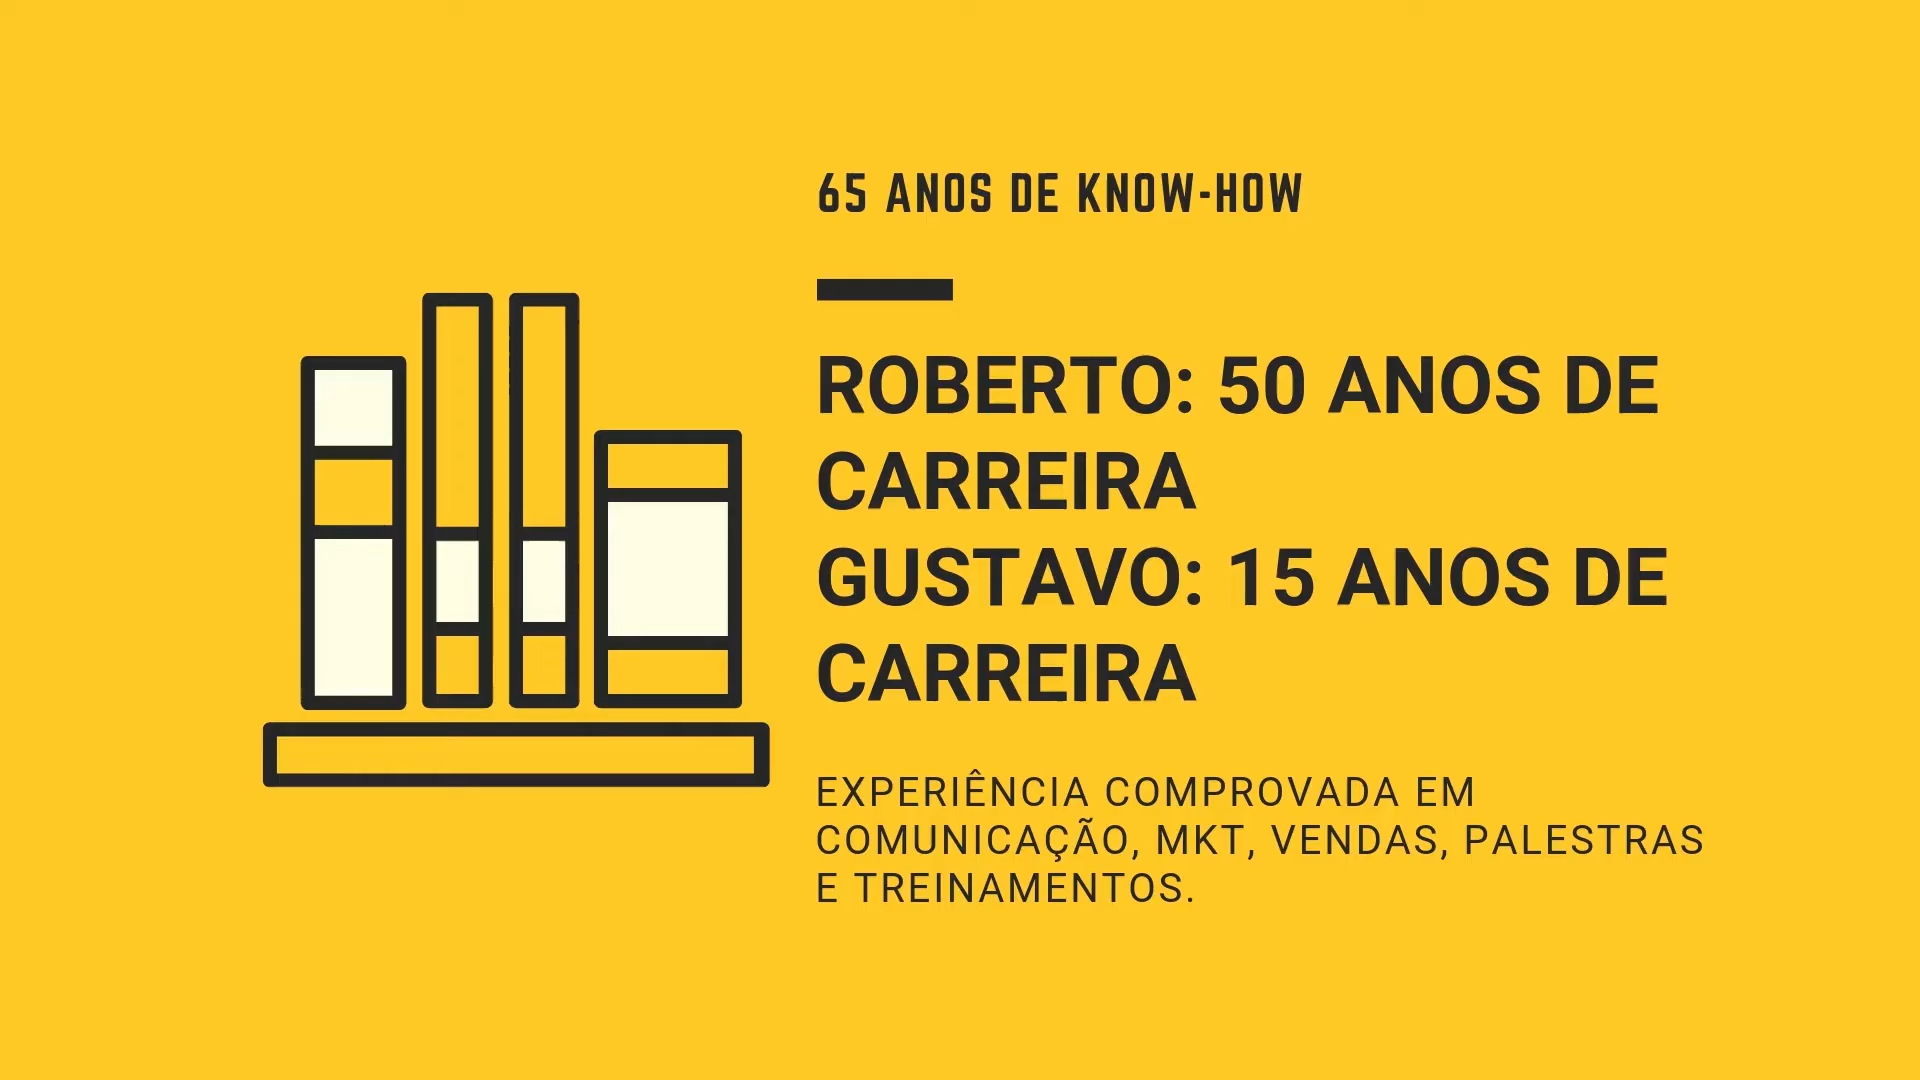 65 ANOS DE KNOW-HOW
ROBERTO: 50 ANOS DE
CARREIRA
GUSTAVO: 15 ANOS DE
CARREIRA
EXPERIÊNCIA COMPROVADA EM
COMUNICAÇÃO, MKT, VENDAS, PALESTRAS
E TREINAMENTOS.